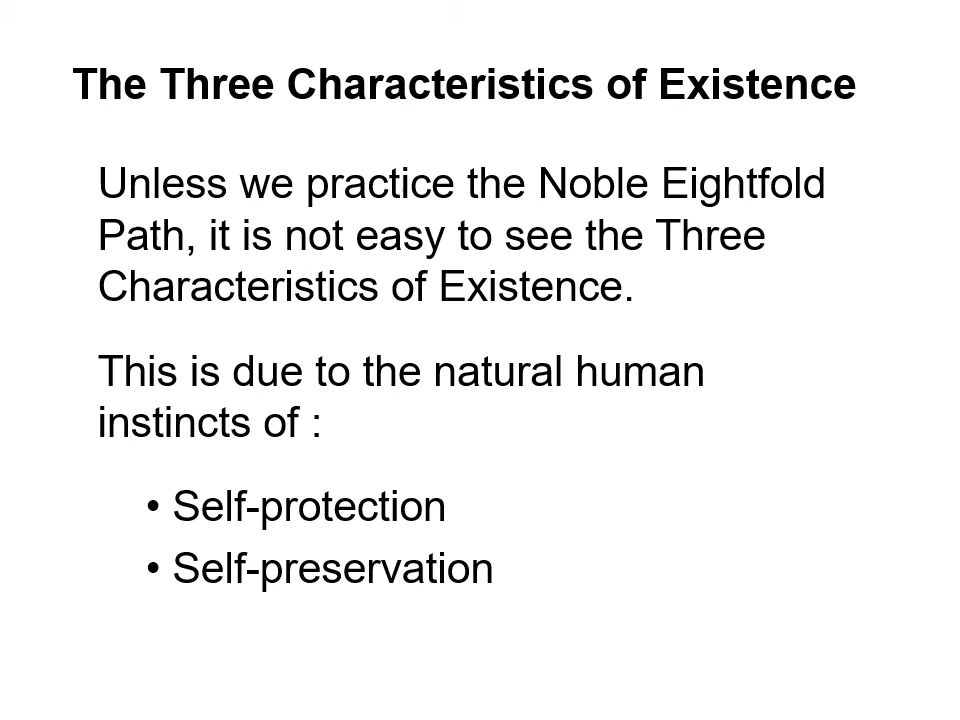 The Three Characteristics of Existence
Unless we practice the Noble Eightfold
Path, it is not easy to see the Three
Characteristics of Existence.
This is due to the natural human
instincts of :
• Self-protection
• Self-preservation